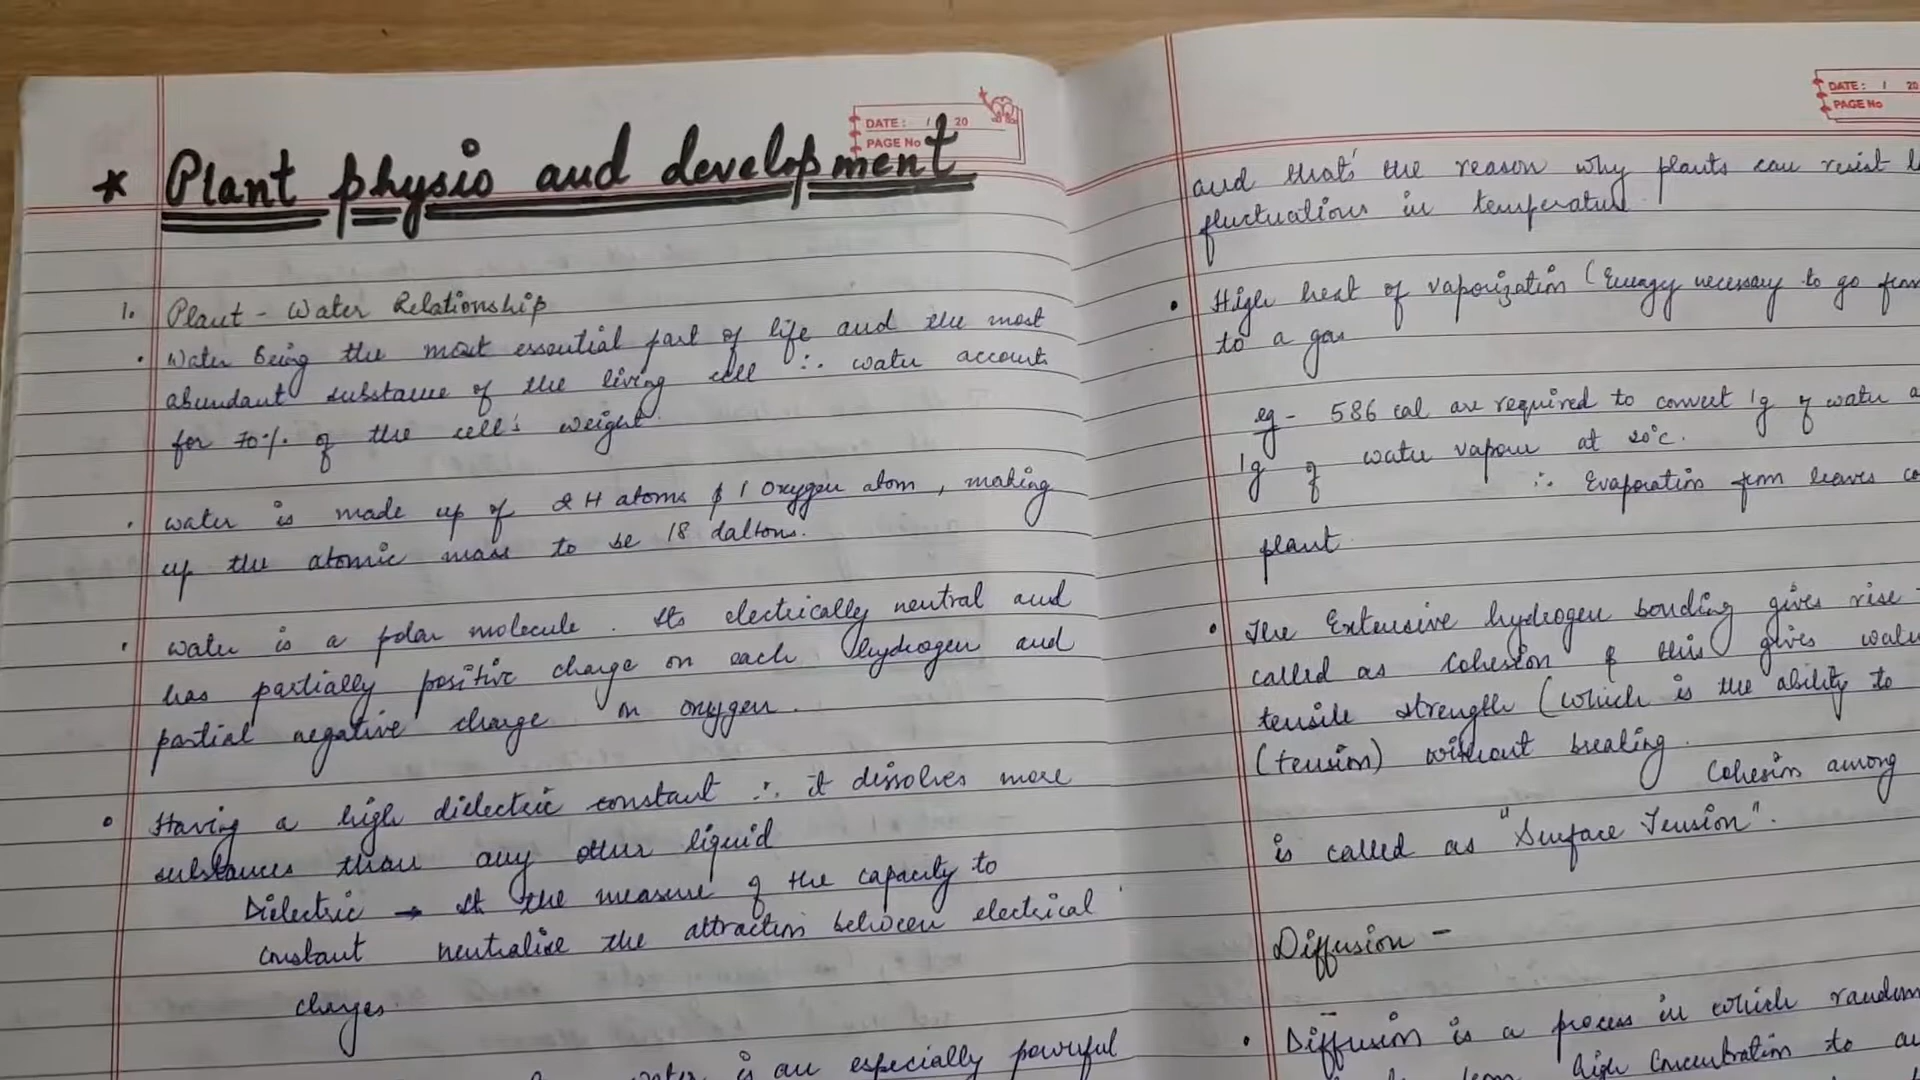 DATE: / 20
PAGE No
* Plant physio and development
1. Plant - Water Relationship
• Water being the most essential part of life and the most
abundant substance of the living cell ∴ water account
for 70% of the cell's weight.
• water is made up of 2 H atoms & 1 Oxygen atom, making
up the atomic mass to be 18 daltons.
• water is a polar molecule. Its electrically neutral and
has partially positive charge on each hydrogen and
partial negative charge on oxygen.
• Having a high dielectric constant ∴ it dissolves more
substances than any other liquid
Dielectric → It the measure of the capacity to
constant neutralise the attraction between electrical
charges.
water is an especially powerful
DATE: / 20
PAGE No
and that's the reason why plants can resist
fluctuations in temperature.
• High heat of vaporization (Energy necessary to go from
to a gas
eg - 586 cal are required to convert 1g of water
1g of water vapour at 20°C.
∴ Evaporation from leaves
plant
• The Extensive hydrogen bonding gives rise
called as Cohesion & this gives water
tensile strength (which is the ability to
(tension) without breaking.
Cohesion among
is called as "Surface Tension".
Diffusion -
• Diffusion is a process in which random
high Concentration to